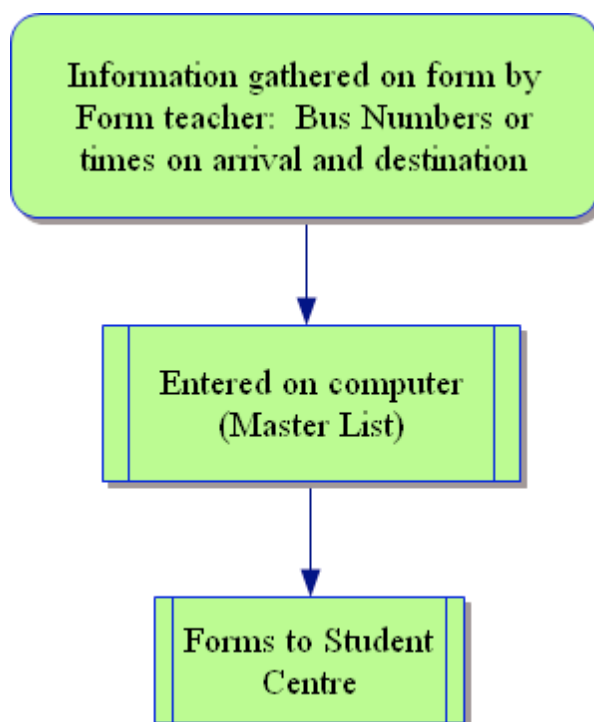 Information gathered on form by
Form teacher:  Bus Numbers or
times on arrival and destination
Entered on computer
(Master List)
Forms to Student
Centre